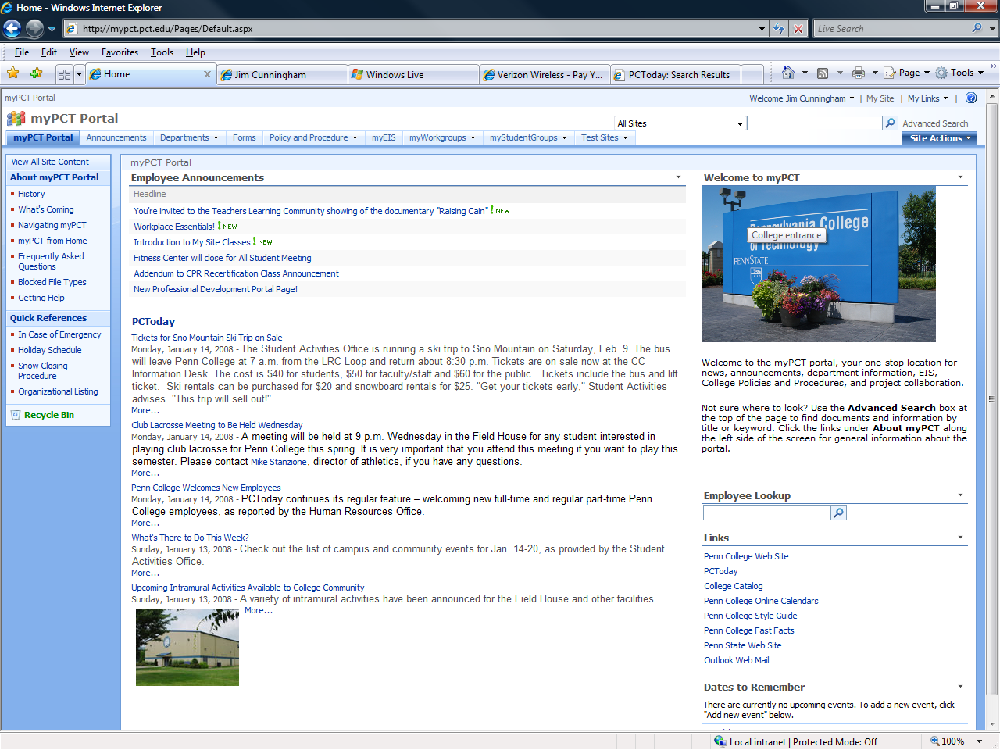 Home - Windows Internet Explorer
http://mypct.pct.edu/Pages/Default.aspx
Live Search
File Edit View Favorites Tools Help
Home
Jim Cunningham
Windows Live
Verizon Wireless - Pay Y...
PCToday: Search Results
Page
Tools
myPCT Portal
Welcome Jim Cunningham | My Site | My Links |
myPCT Portal
All Sites
Advanced Search
myPCT Portal Announcements Departments Forms Policy and Procedure myEIS myWorkgroups myStudentGroups Test Sites
Site Actions
View All Site Content
About myPCT Portal
History
What's Coming
Navigating myPCT
myPCT from Home
Frequently Asked
Questions
Blocked File Types
Getting Help
Quick References
In Case of Emergency
Holiday Schedule
Snow Closing
Procedure
Organizational Listing
Recycle Bin
myPCT Portal
Employee Announcements
Headline
You're invited to the Teachers Learning Community showing of the documentary "Raising Cain" ! NEW
Workplace Essentials! ! NEW
Introduction to My Site Classes ! NEW
Fitness Center will close for All Student Meeting
Addendum to CPR Recertification Class Announcement
New Professional Development Portal Page!
PCToday
Tickets for Sno Mountain Ski Trip on Sale
Monday, January 14, 2008 - The Student Activities Office is running a ski trip to Sno Mountain on Saturday, Feb. 9. The bus
will leave Penn College at 7 a.m. from the LRC Loop and return about 8:30 p.m. Tickets are on sale now at the CC
Information Desk. The cost is $40 for students, $50 for faculty/staff and $60 for the public. Tickets include the bus and lift
ticket. Ski rentals can be purchased for $20 and snowboard rentals for $25. "Get your tickets early," Student Activities
advises. "This trip will sell out!"
More...
Club Lacrosse Meeting to Be Held Wednesday
Monday, January 14, 2008 - A meeting will be held at 9 p.m. Wednesday in the Field House for any student interested in
playing club lacrosse for Penn College this spring. It is very important that you attend this meeting if you want to play this
semester. Please contact Mike Stanzione, director of athletics, if you have any questions.
More...
Penn College Welcomes New Employees
Monday, January 14, 2008 - PCToday continues its regular feature – welcoming new full-time and regular part-time Penn
College employees, as reported by the Human Resources Office.
More...
What's There to Do This Week?
Sunday, January 13, 2008 - Check out the list of campus and community events for Jan. 14-20, as provided by the Student
Activities Office.
More...
Upcoming Intramural Activities Available to College Community
Sunday, January 13, 2008 - A variety of intramural activities have been announced for the Field House and other facilities.
More...
Welcome to myPCT
Pennsylvania College
of Technology
College entrance
PENNSTATE
Welcome to the myPCT portal, your one-stop location for
news, announcements, department information, EIS,
College Policies and Procedures, and project collaboration.
Not sure where to look? Use the Advanced Search box at
the top of the page to find documents and information by
title or keyword. Click the links under About myPCT along
the left side of the screen for general information about the
portal.
Employee Lookup
Links
Penn College Web Site
PCToday
College Catalog
Penn College Online Calendars
Penn College Style Guide
Penn College Fast Facts
Penn State Web Site
Outlook Web Mail
Dates to Remember
There are currently no upcoming events. To add a new event, click
"Add new event" below.
Local intranet | Protected Mode: Off
100%